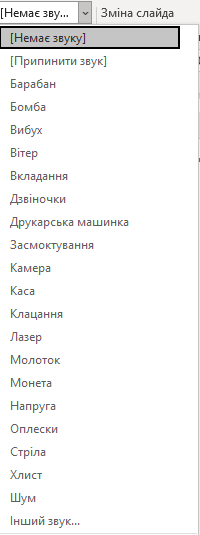 [Немає зву... Зміна слайда
[Немає звуку]
[Припинити звук]
Барабан
Бомба
Вибух
Вітер
Вкладання
Дзвіночки
Друкарська машинка
Засмоктування
Камера
Каса
Клацання
Лазер
Молоток
Монета
Напруга
Оплески
Стріла
Хлист
Шум
Інший звук...